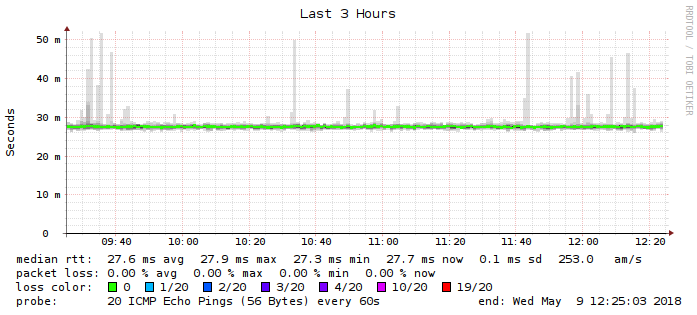 Last 3 Hours
RRDTOOL / TOBI OETIKER
Seconds
50 m
40 m
30 m
20 m
10 m
0
09:40 10:00 10:20 10:40 11:00 11:20 11:40 12:00 12:20
median rtt: 27.6 ms avg 27.9 ms max 27.3 ms min 27.7 ms now 0.1 ms sd 253.0 am/s
packet loss: 0.00 % avg 0.00 % max 0.00 % min 0.00 % now
loss color: 0 1/20 2/20 3/20 4/20 10/20 19/20
probe: 20 ICMP Echo Pings (56 Bytes) every 60s end: Wed May 9 12:25:03 2018